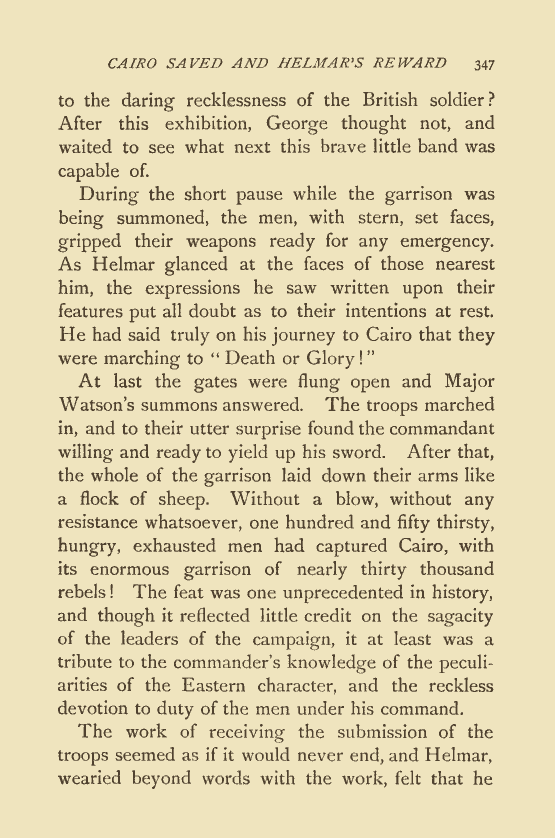 CAIRO SAVED AND HELMAR'S REWARD 347
to the daring recklessness of the British soldier?
After this exhibition, George thought not, and
waited to see what next this brave little band was
capable of.
During the short pause while the garrison was
being summoned, the men, with stern, set faces,
gripped their weapons ready for any emergency.
As Helmar glanced at the faces of those nearest
him, the expressions he saw written upon their
features put all doubt as to their intentions at rest.
He had said truly on his journey to Cairo that they
were marching to "Death or Glory!"
At last the gates were flung open and Major
Watson's summons answered. The troops marched
in, and to their utter surprise found the commandant
willing and ready to yield up his sword. After that,
the whole of the garrison laid down their arms like
a flock of sheep. Without a blow, without any
resistance whatsoever, one hundred and fifty thirsty,
hungry, exhausted men had captured Cairo, with
its enormous garrison of nearly thirty thousand
rebels! The feat was one unprecedented in history,
and though it reflected little credit on the sagacity
of the leaders of the campaign, it at least was a
tribute to the commander's knowledge of the peculi-
arities of the Eastern character, and the reckless
devotion to duty of the men under his command.
The work of receiving the submission of the
troops seemed as if it would never end, and Helmar,
wearied beyond words with the work, felt that he